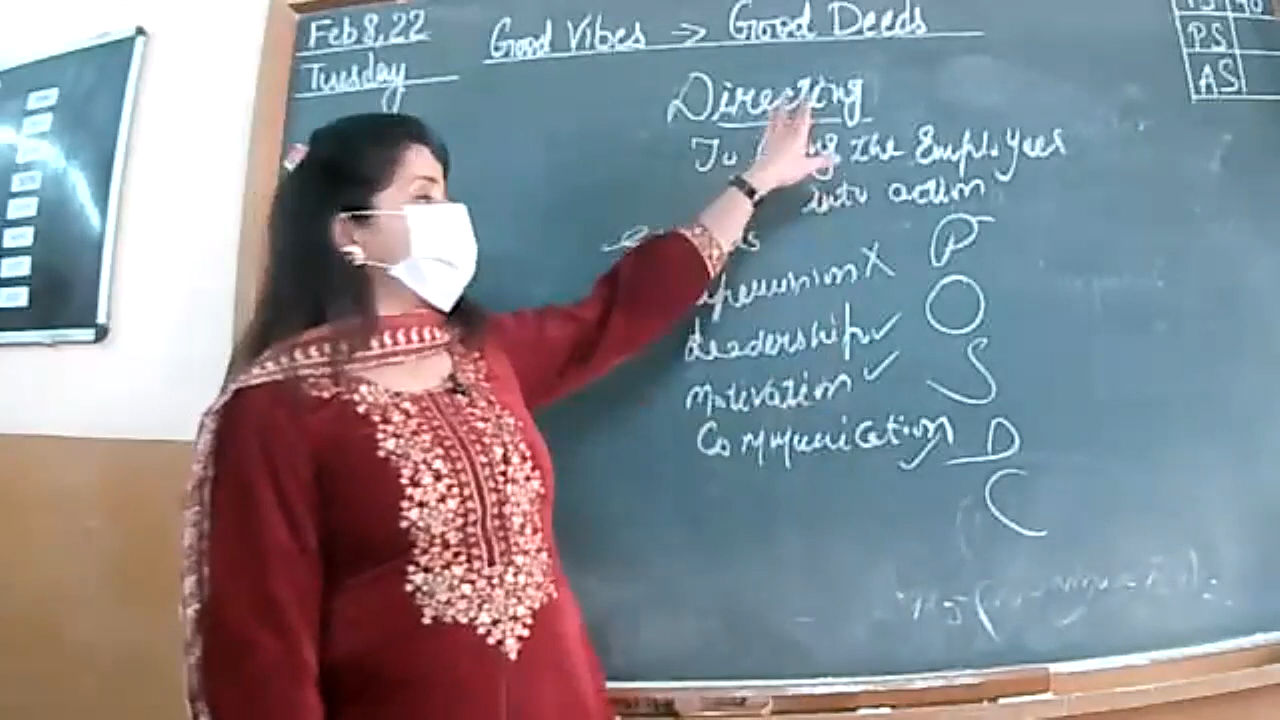 Feb 8, 22
Tuesday
Good Vibes → Good Deeds
PS
AS
Directing
To the Employees
into action
X
Leadership ✓
Motivation ✓
Communication
P
O
S
D
C